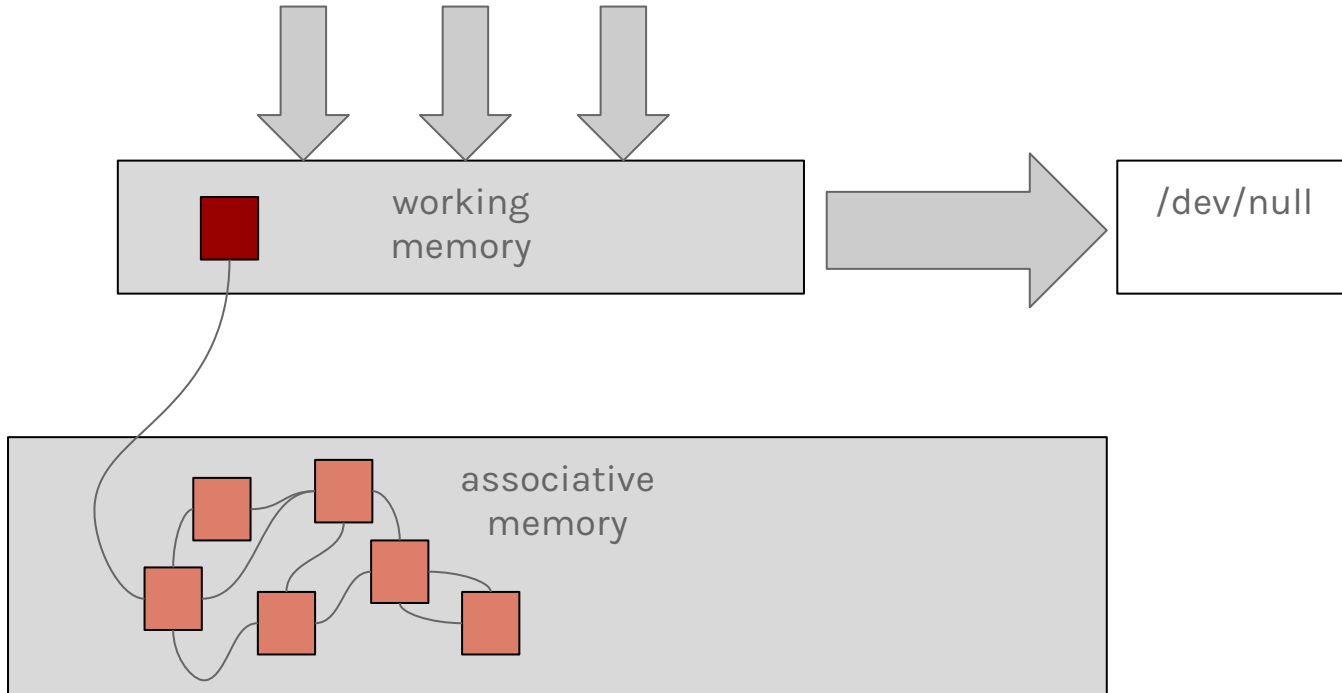 working
memory
/dev/null
associative
memory